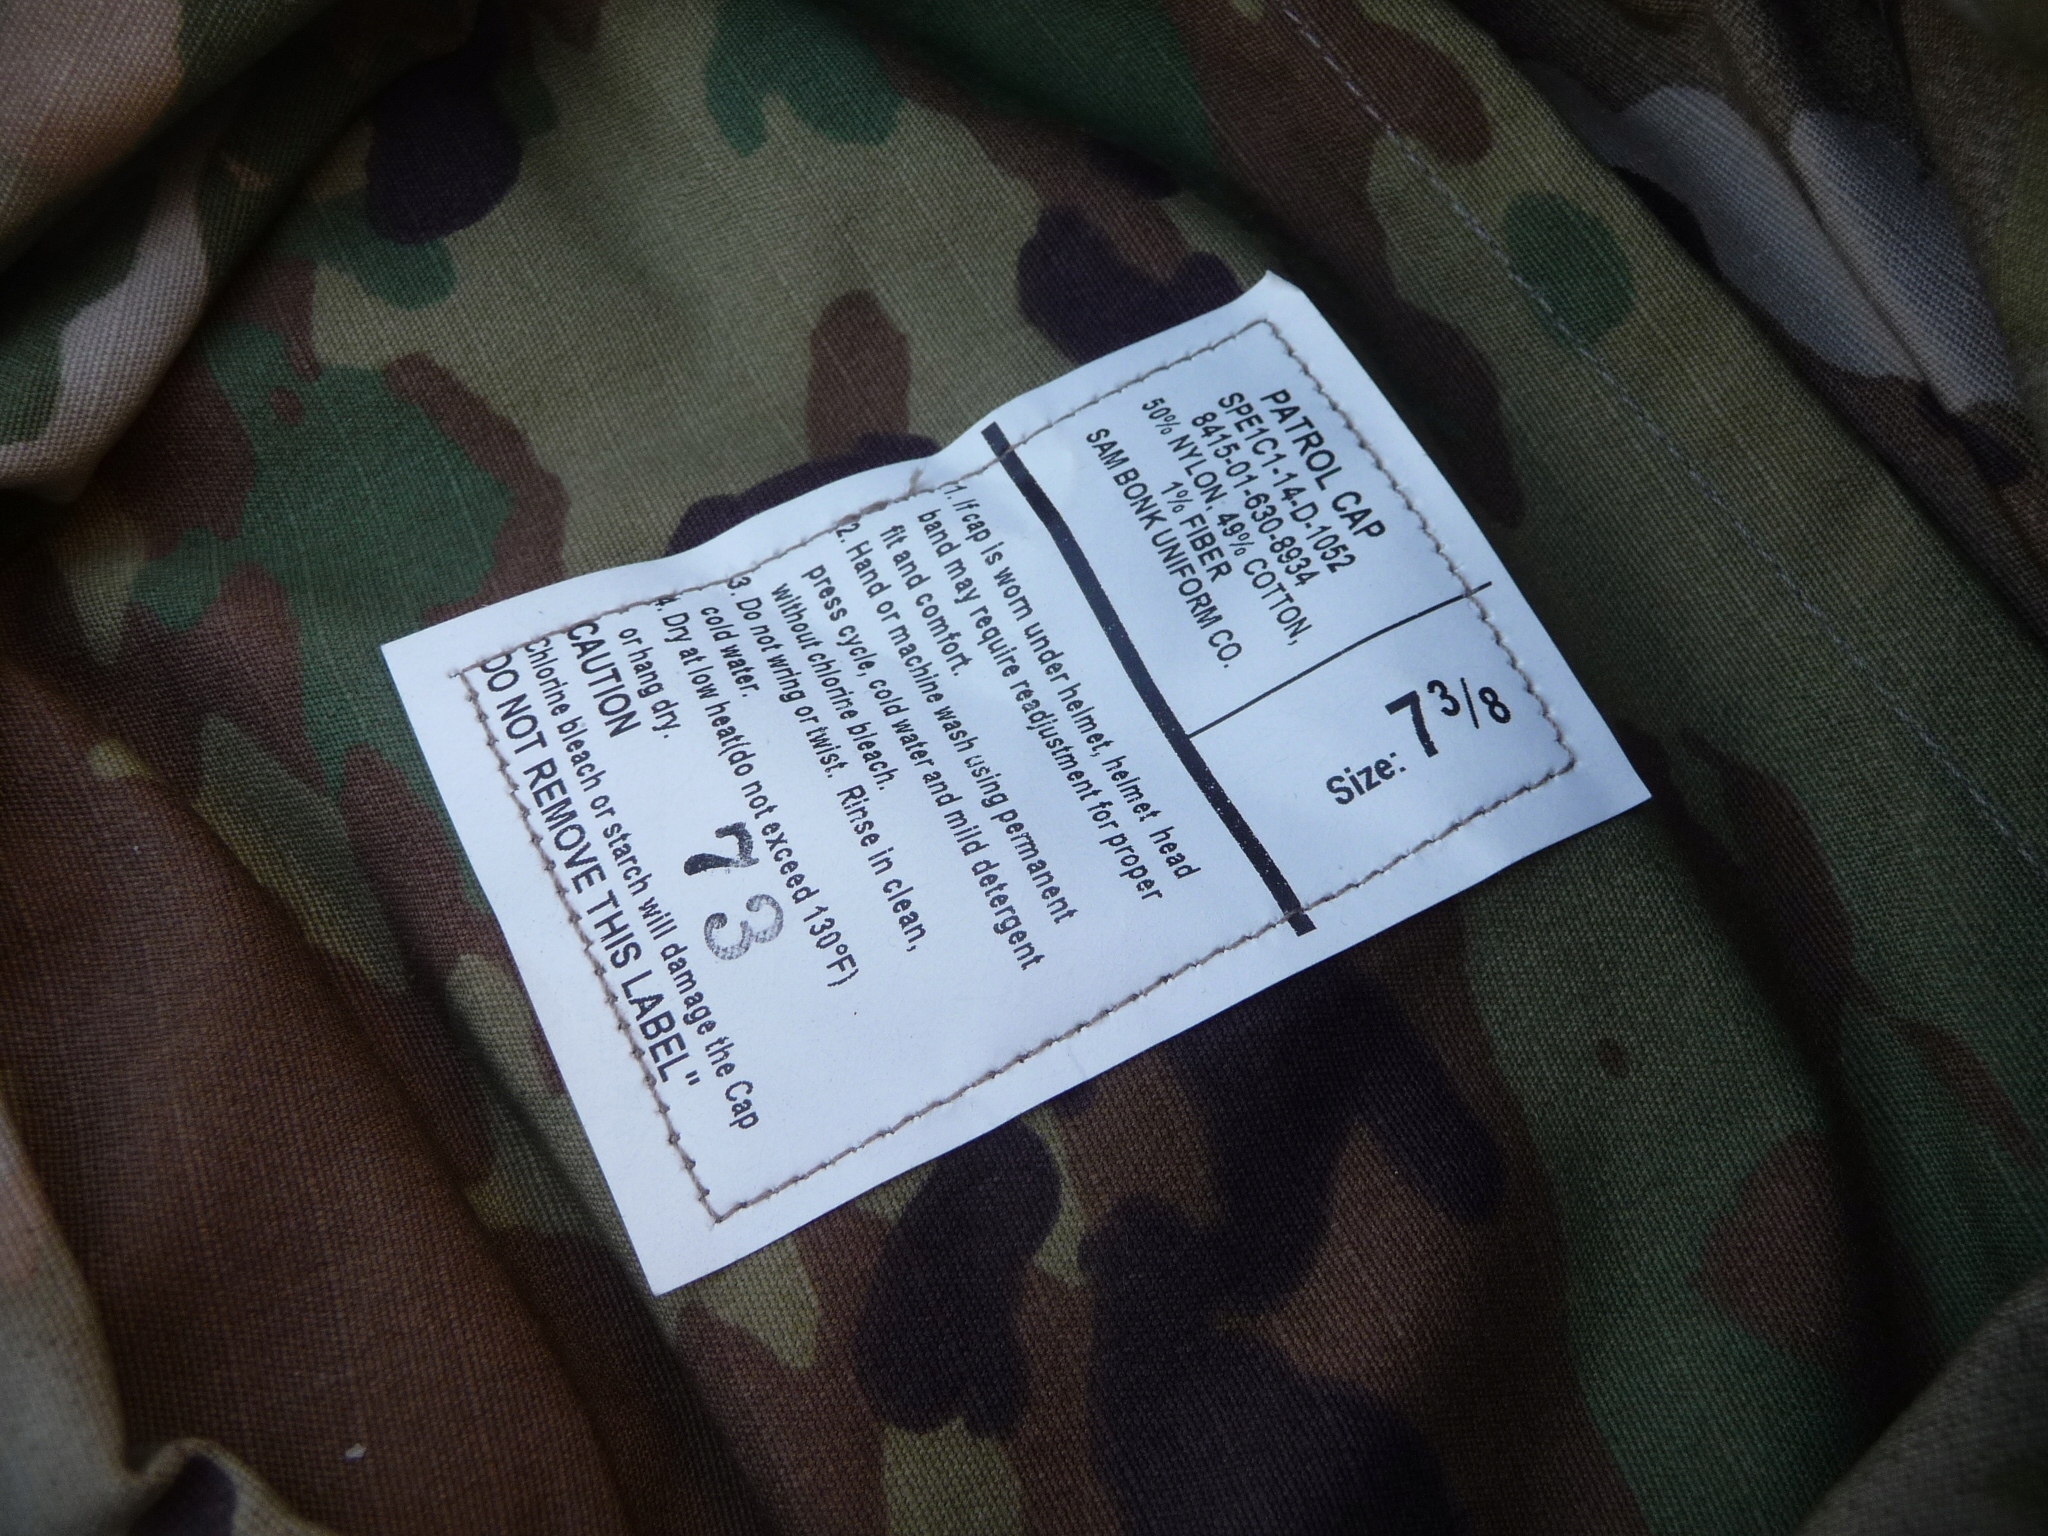 PATROL CAP
SPE1C1-14-D-1052
8415-01-630-8934
50% NYLON. 49% COTTON,
1% FIBER
SAM BONK UNIFORM CO.
Size: 7 3/8
1. If cap is worn under helmet, helmet head
band may require readjustment for proper
fit and comfort.
2. Hand or machine wash using permanent
press cycle, cold water and mild detergent
without chlorine bleach.
3. Do not wring or twist. Rinse in clean,
cold water.
4. Dry at low heat(do not exceed 130°F)
or hang dry.
CAUTION
Chlorine bleach or starch will damage the Cap
DO NOT REMOVE THIS LABEL"
73